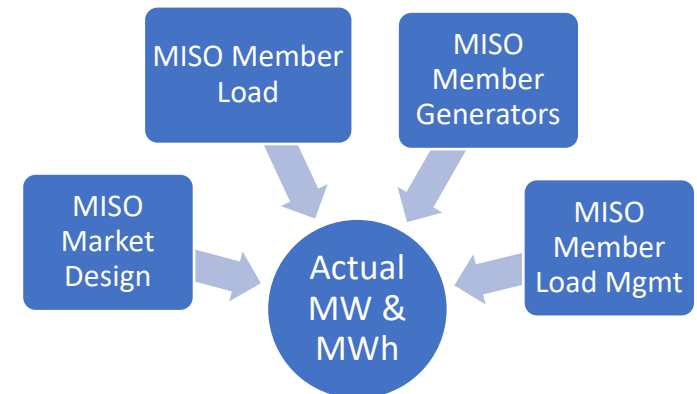 MISO Member
Load
MISO
Member
Generators
MISO
Market
Design
MISO
Member
Load Mgmt
Actual
MW &
MWh